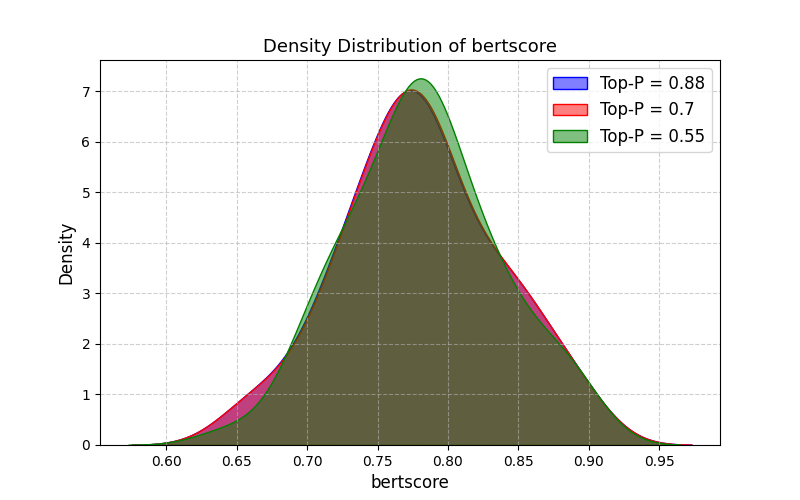 Density Distribution of bertscore
Top-P = 0.88
Top-P = 0.7
Top-P = 0.55
Density
7
6
5
4
3
2
1
0
0.60 0.65 0.70 0.75 0.80 0.85 0.90 0.95
bertscore